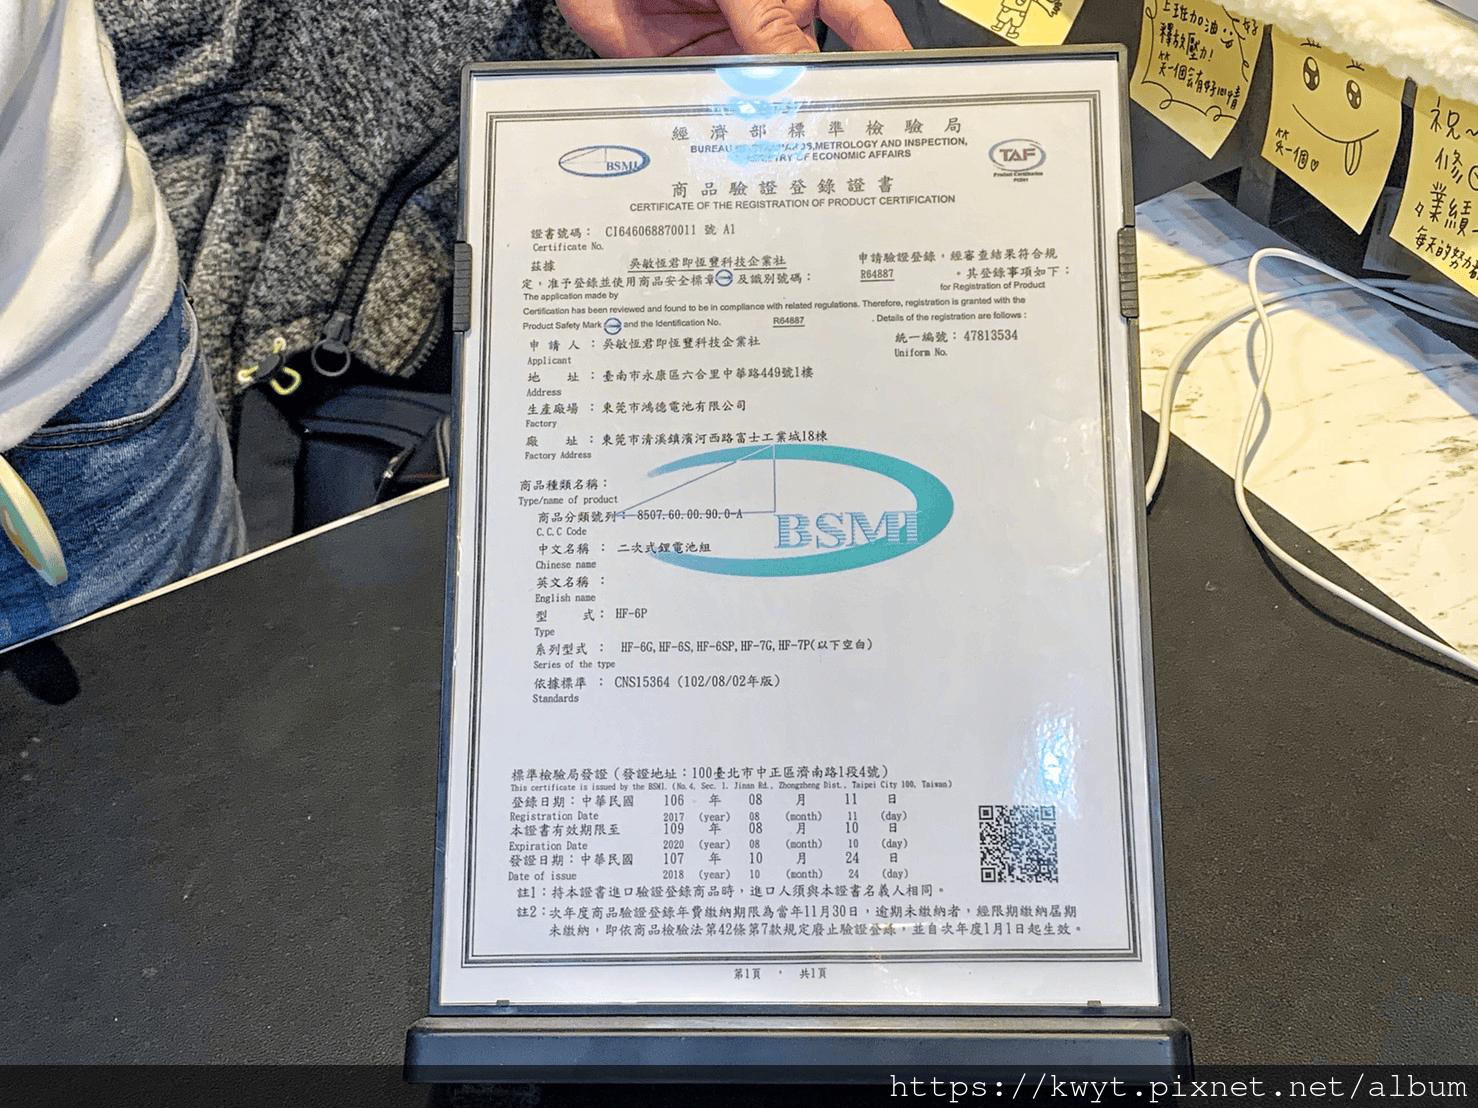 經濟部標準檢驗局
BUREAU OF STANDARDS,METROLOGY AND INSPECTION,
MINISTRY OF ECONOMIC AFFAIRS
BSMI
TAF
Product Certification
商品驗證登錄證書
CERTIFICATE OF THE REGISTRATION OF PRODUCT CERTIFICATION
證書號碼： CI646068870011 號 A1
Certificate No.
茲據 吳敏恆君即恆豐科技企業社 申請驗證登錄，經審查結果符合規
定，准予登錄並使用商品安全標章 及識別號碼： R64887 。其登錄事項如下：
The application made by for Registration of Product
Certification has been reviewed and found to be in compliance with related regulations. Therefore, registration is granted with the
Product Safety Mark and the Identification No. R64887 . Details of the registration are follows :
申請人 ：吳敏恆君即恆豐科技企業社 統一編號：47813534
Applicant Uniform No.
地 址 ：臺南市永康區六合里中華路449號1樓
Address
生產廠場 ：東莞市鴻德電池有限公司
Factory
廠 址 ：東莞市清溪鎮濱河西路富士工業城18棟
Factory Address
商品種類名稱：
Type/name of product
商品分類號列： 8507.60.00.90.0-A
C.C.C Code
中文名稱 ： 二次式鋰電池組
Chinese name
英文名稱 ：
English name
型 式： HF-6P
Type
系列型式 ： HF-6G,HF-6S,HF-6SP,HF-7G,HF-7P(以下空白)
Series of the type
依據標準 ： CNS15364 (102/08/02年版)
Standards
BSMI
標準檢驗局發證（發證地址：100臺北市中正區濟南路1段4號）
This certificate is issued by the BSMI. (No.4, Sec. 1, Jinan Rd., Zhongzheng Dist., Taipei City 100, Taiwan)
登錄日期：中華民國 106 年 08 月 11 日
Registration Date 2017 (year) 08 (month) 11 (day)
本證書有效期限至 109 年 08 月 10 日
Expiration Date 2020 (year) 08 (month) 10 (day)
發證日期：中華民國 107 年 10 月 24 日
Date of issue 2018 (year) 10 (month) 24 (day)
註1：持本證書進口驗證登錄商品時，進口人須與本證書名義人相同。
註2：次年度商品驗證登錄年費繳納期限為當年11月30日，逾期未繳納者，經限期繳納屆期
未繳納，即依商品檢驗法第42條第7款規定廢止驗證登錄，並自次年度1月1日起生效。
第1頁 ， 共1頁
上班加油
釋放壓力!
笑一個會有好心情
笑一個♡
祝~
修
業績
每天的努力
https://kwyt.pixnet.net/album